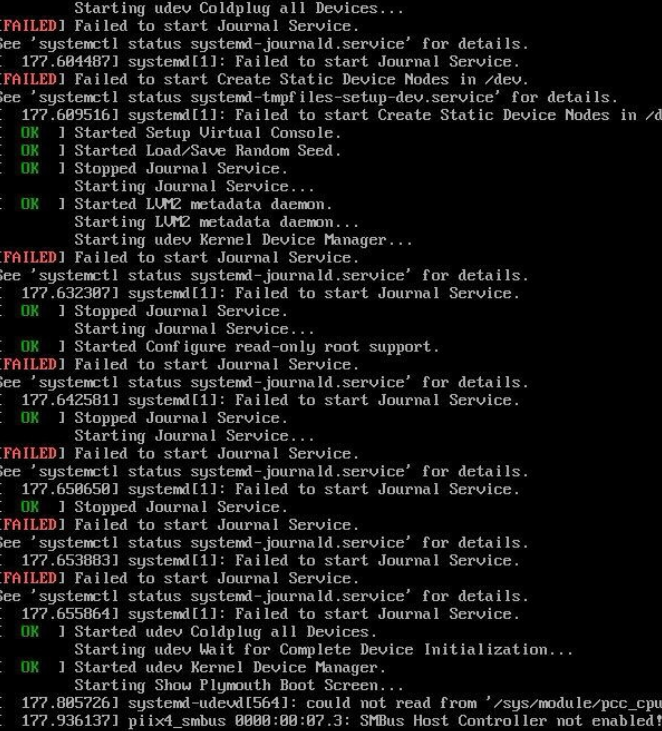 Starting udev Coldplug all Devices...
[FAILED] Failed to start Journal Service.
See 'systemctl status systemd-journald.service' for details.
[  177.604487] systemd[1]: Failed to start Journal Service.
[FAILED] Failed to start Create Static Device Nodes in /dev.
See 'systemctl status systemd-tmpfiles-setup-dev.service' for details.
[  177.609516] systemd[1]: Failed to start Create Static Device Nodes in /d
[  OK  ] Started Setup Virtual Console.
[  OK  ] Started Load/Save Random Seed.
[  OK  ] Stopped Journal Service.
Starting Journal Service...
[  OK  ] Started LVM2 metadata daemon.
Starting LVM2 metadata daemon...
Starting udev Kernel Device Manager...
[FAILED] Failed to start Journal Service.
See 'systemctl status systemd-journald.service' for details.
[  177.632307] systemd[1]: Failed to start Journal Service.
[  OK  ] Stopped Journal Service.
Starting Journal Service...
[  OK  ] Started Configure read-only root support.
[FAILED] Failed to start Journal Service.
See 'systemctl status systemd-journald.service' for details.
[  177.642581] systemd[1]: Failed to start Journal Service.
[  OK  ] Stopped Journal Service.
Starting Journal Service...
[FAILED] Failed to start Journal Service.
See 'systemctl status systemd-journald.service' for details.
[  177.650650] systemd[1]: Failed to start Journal Service.
[  OK  ] Stopped Journal Service.
[FAILED] Failed to start Journal Service.
See 'systemctl status systemd-journald.service' for details.
[  177.653883] systemd[1]: Failed to start Journal Service.
[FAILED] Failed to start Journal Service.
See 'systemctl status systemd-journald.service' for details.
[  177.655864] systemd[1]: Failed to start Journal Service.
[  OK  ] Started udev Coldplug all Devices.
Starting udev Wait for Complete Device Initialization...
[  OK  ] Started udev Kernel Device Manager.
Starting Show Plymouth Boot Screen...
[  177.805726] systemd-udevd[564]: could not read from '/sys/module/pcc_cpu
[  177.936137] piix4_smbus 0000:00:07.3: SMBus Host Controller not enabled!